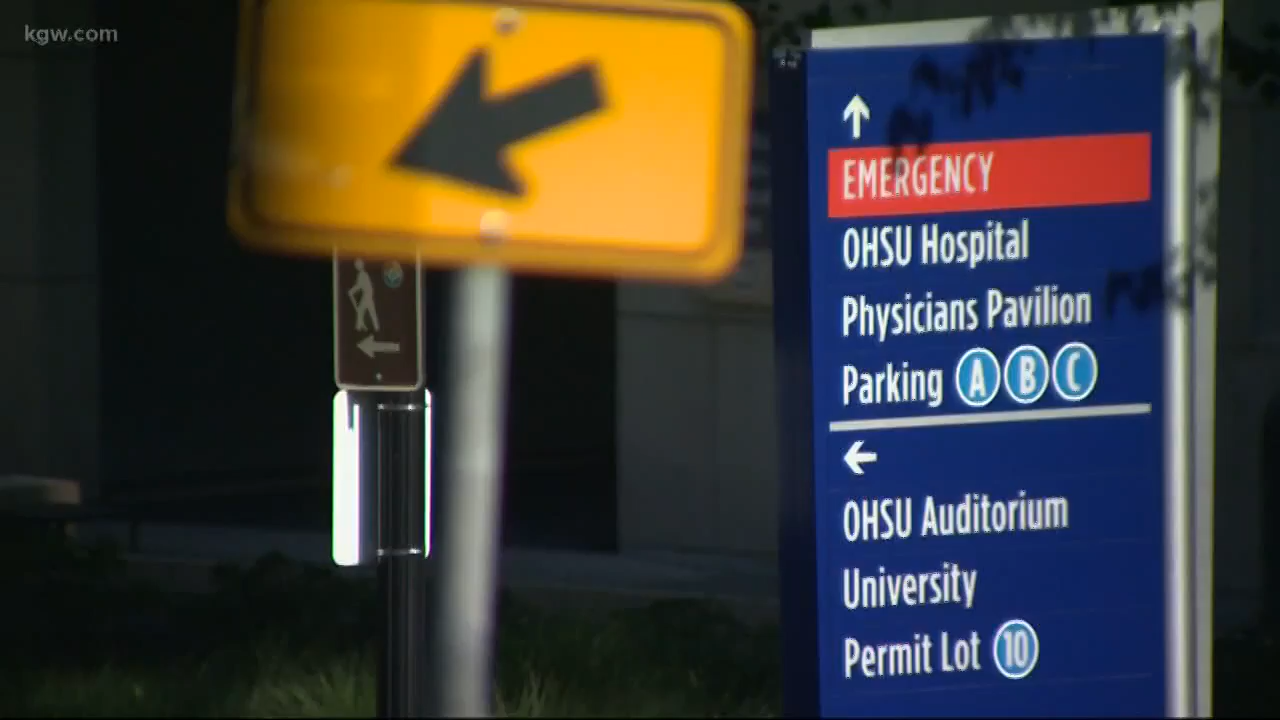 kgw.com
EMERGENCY
OHSU Hospital
Physicians Pavilion
Parking A B C
OHSU Auditorium
University
Permit Lot 10